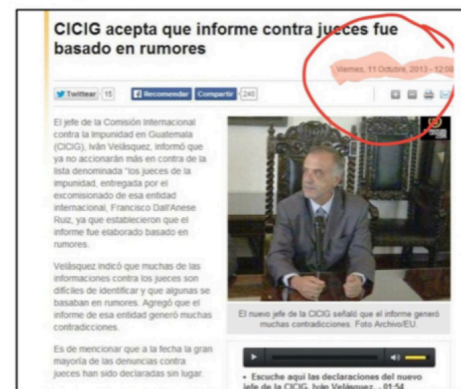 CICIG acepta que informe contra jueces fue
basado en rumores
Viernes, 11 Octubre, 2013 - 12:08
Twittear 15 Recomendar Compartir 240
El jefe de la Comisión Internacional
contra la Impunidad en Guatemala
(CICIG), Iván Velásquez, informó que
ya no accionarán más en contra de la
lista denominada "los jueces de la
impunidad, entregada por el
excomisionado de esa entidad
internacional, Francisco Dall'Anese
Ruiz, ya que establecieron que el
informe fue elaborado basado en
rumores.
Velásquez indicó que muchas de las
informaciones contra los jueces son
difíciles de identificar y que algunas se
basaban en rumores. Agregó que el
informe de esa entidad generó muchas
contradicciones.
Es de mencionar que a la fecha la gran
mayoría de las denuncias contra
jueces han sido declaradas sin lugar.
El nuevo jefe de la CICIG señaló que el informe generó
muchas contradicciones. Foto Archivo/EU.
• Escuche aquí las declaraciones del nuevo
jefe de la CICIG, Iván Velásquez. . 01:54